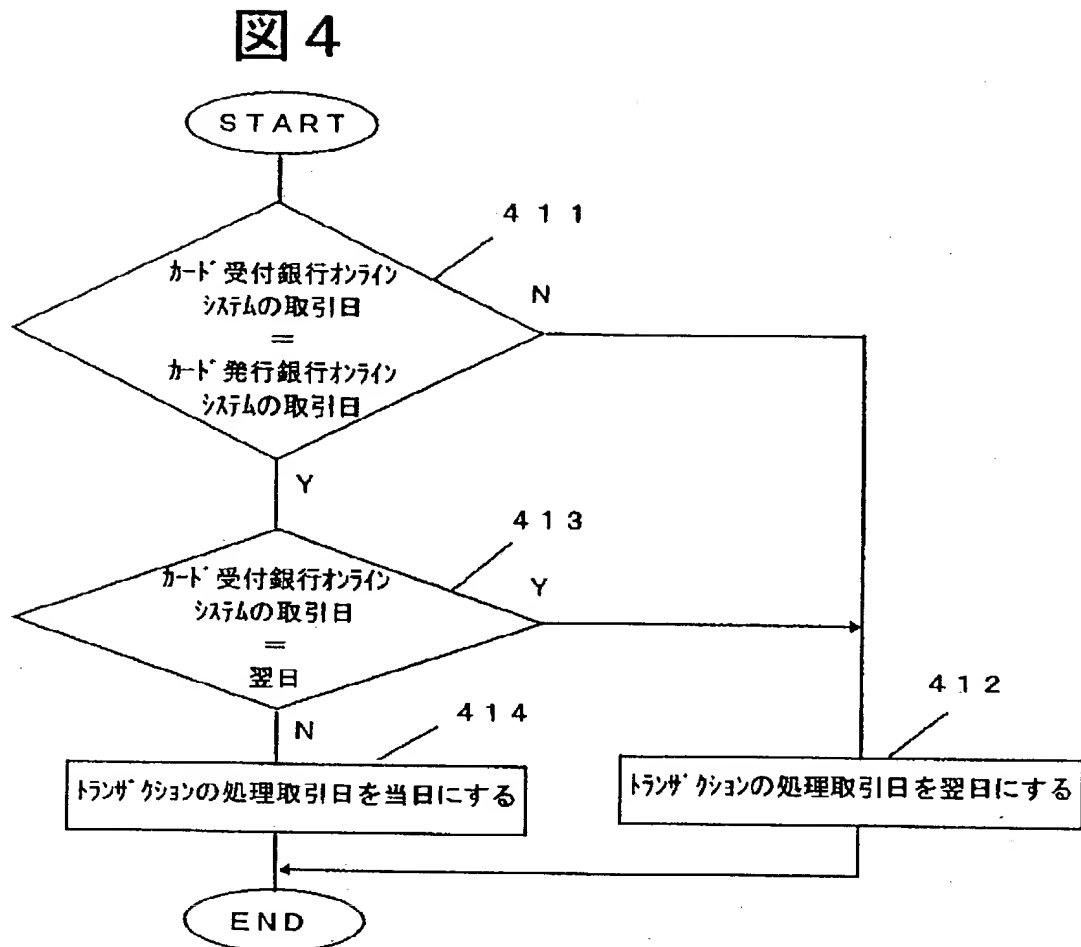 図4
START
411
カード受付銀行オンライン
システムの取引日
=
カード発行銀行オンライン
システムの取引日
N
Y
413
カード受付銀行オンライン
システムの取引日
=
翌日
Y
412
N
414
トランザクションの処理取引日を当日にする
トランザクションの処理取引日を翌日にする
END